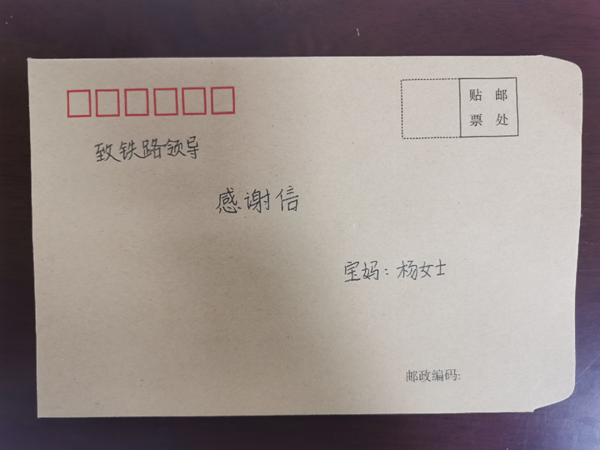 贴 邮
票 处
致铁路领导
感谢信
宝妈：杨女士
邮政编码: